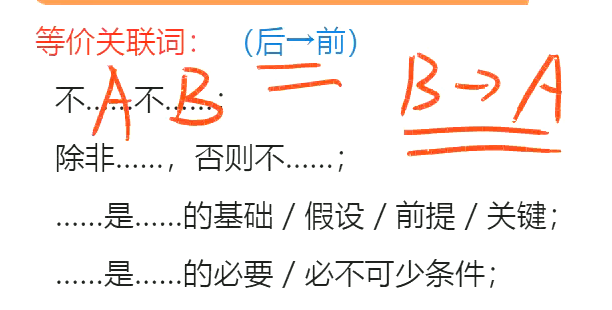 等价关联词：（后→前）
不……不……；
A B B→A
除非……，否则不……；
……是……的基础 / 假设 / 前提 / 关键；
……是……的必要 / 必不可少条件；